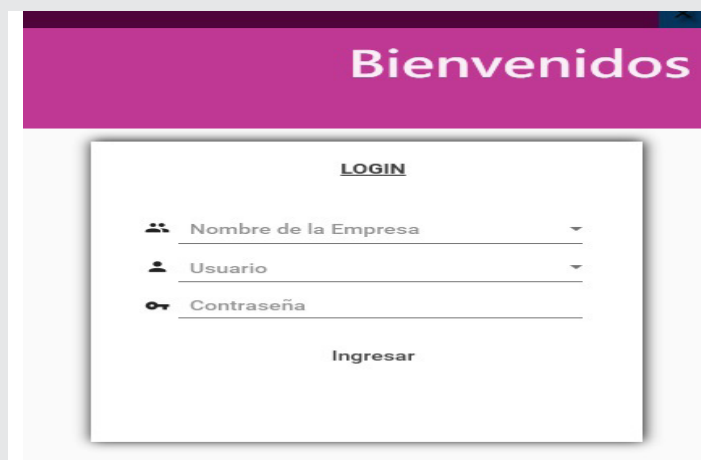 Bienvenidos
LOGIN
Nombre de la Empresa
Usuario
Contraseña
Ingresar